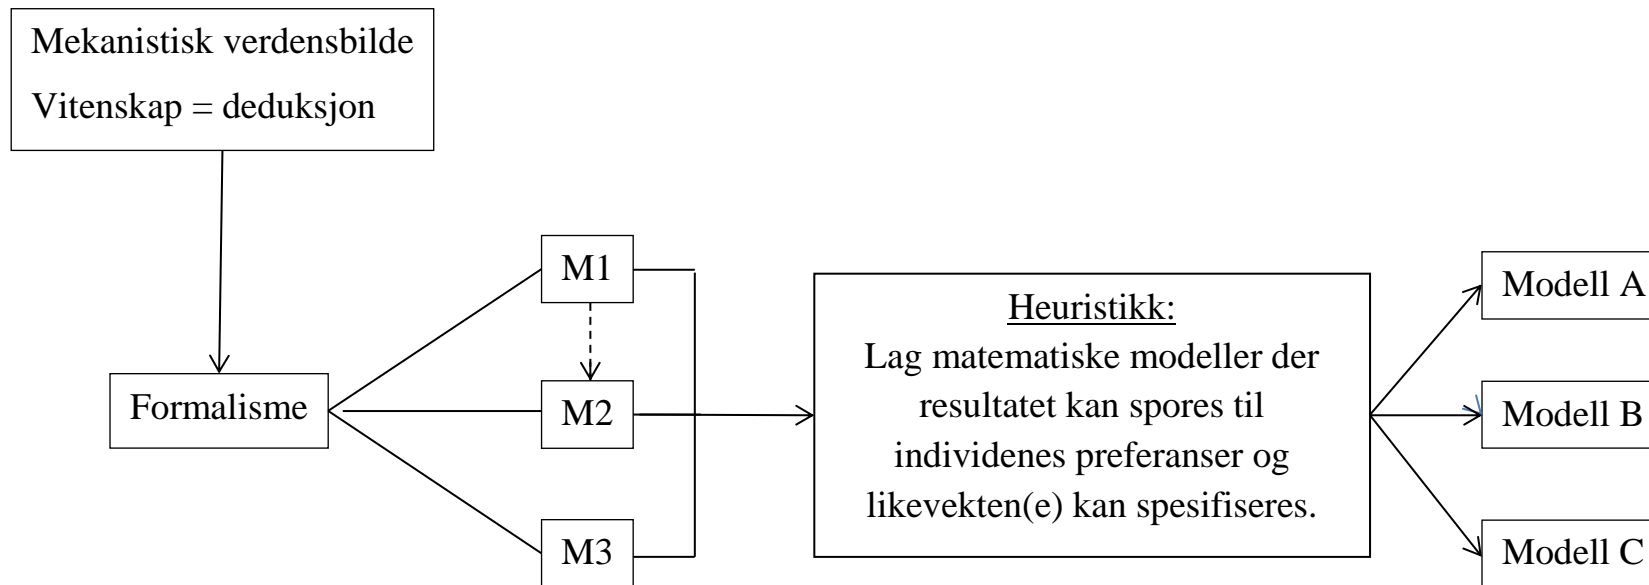 Mekanistisk verdensbilde
Vitenskap = deduksjon
Formalisme
M1
M2
M3
Heuristikk:
Lag matematiske modeller der
resultatet kan spores til
individenes preferanser og
likevekten(e) kan spesifiseres.
Modell A
Modell B
Modell C